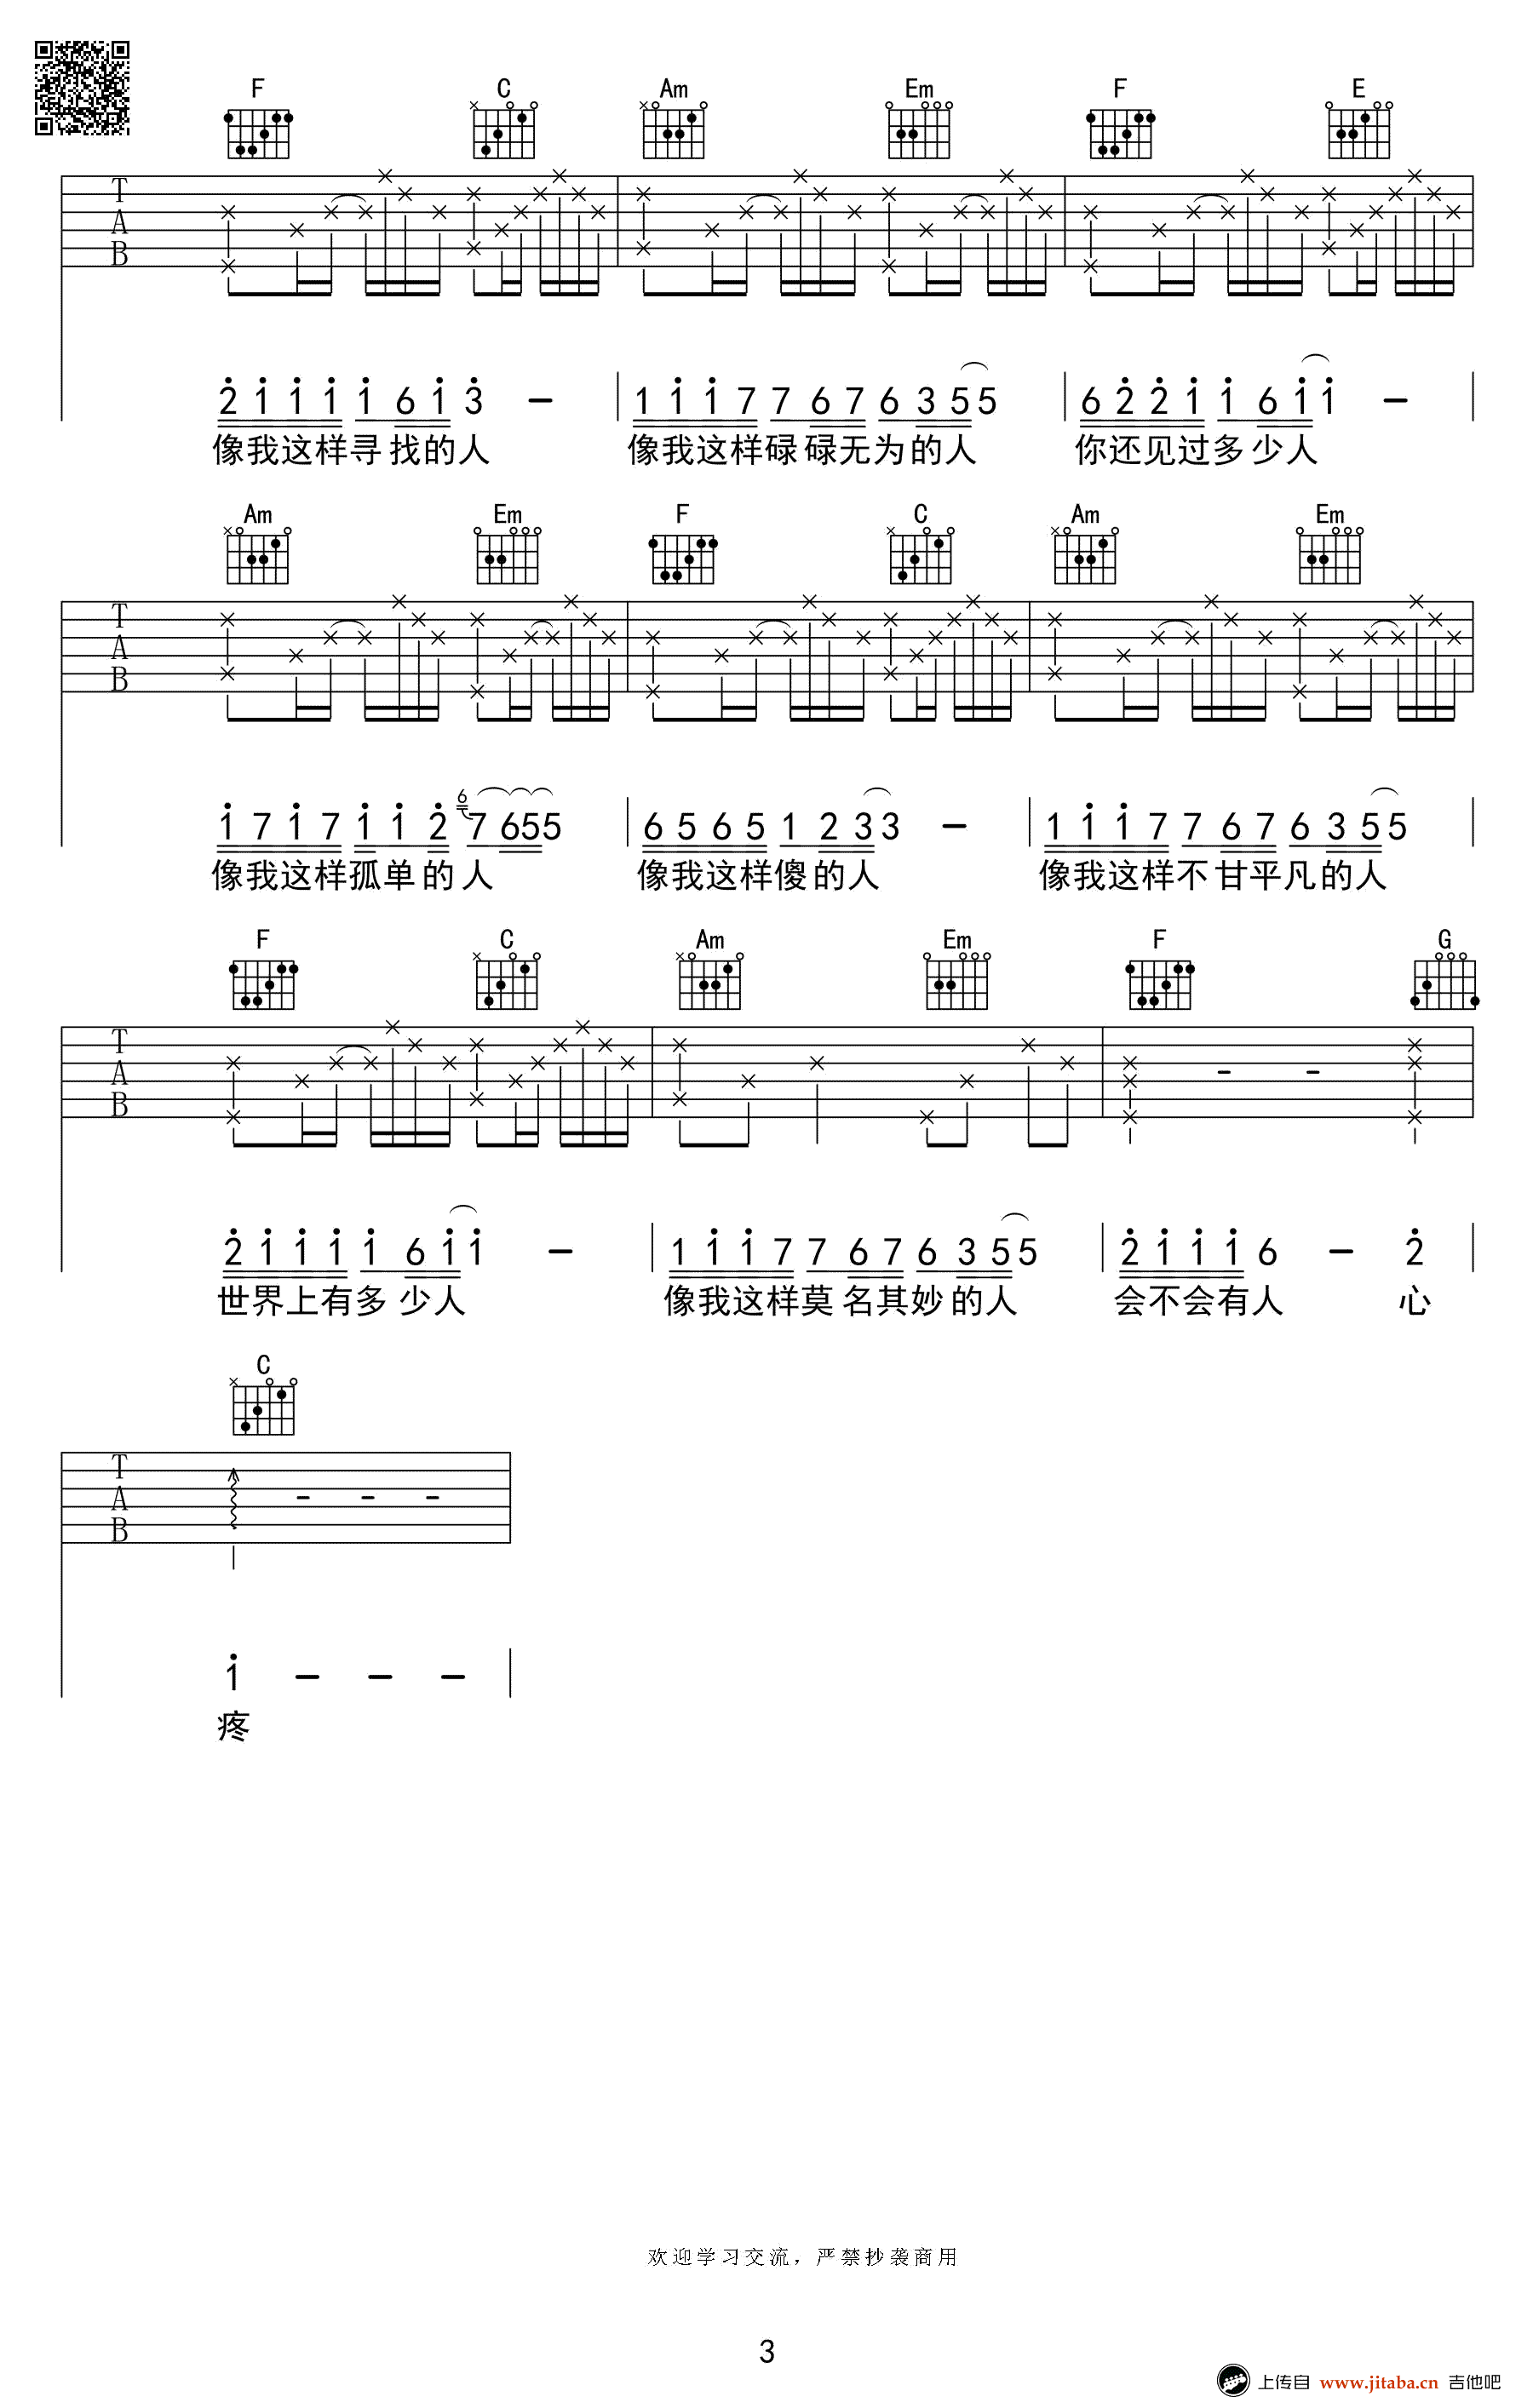 F C Am Em F E
T
A
B
2 1 1 1 1 6 1 3 - 1 1 1 7 7 6 7 6 3 5 5 6 2 2 1 1 6 1 1 -
像我这样寻找的人 像我这样碌碌无为的人 你还见过多少人
Am Em F C Am Em
T
A
B
1 7 1 7 1 1 2 6 7 6 5 5 6 5 6 5 1 2 3 3 - 1 1 1 7 7 6 7 6 3 5 5
像我这样孤单的人 像我这样傻的人 像我这样不甘平凡的人
F C Am Em F G
T
A
B
2 1 1 1 1 6 1 1 - 1 1 1 7 7 6 7 6 3 5 5 2 1 1 1 6 - 2
世界上有多少人 像我这样莫名其妙的人 会不会有人 心
C
T
A
B
1 - - -
疼
欢迎学习交流，严禁抄袭商用
3
上传自 www.jitaba.cn 吉他吧